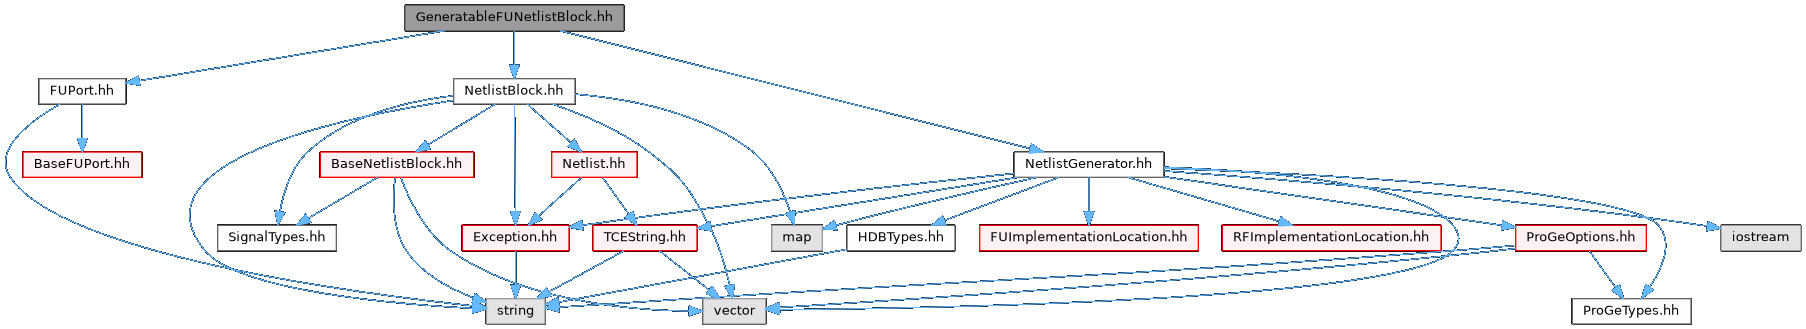 GeneratableFUNetlistBlock.hh
FUPort.hh
NetlistBlock.hh
BaseFUPort.hh
BaseNetlistBlock.hh
Netlist.hh
NetlistGenerator.hh
SignalTypes.hh
Exception.hh
TCEString.hh
map
HDBTypes.hh
FUImplementationLocation.hh
RFImplementationLocation.hh
ProGeOptions.hh
iostream
string
vector
ProGeTypes.hh